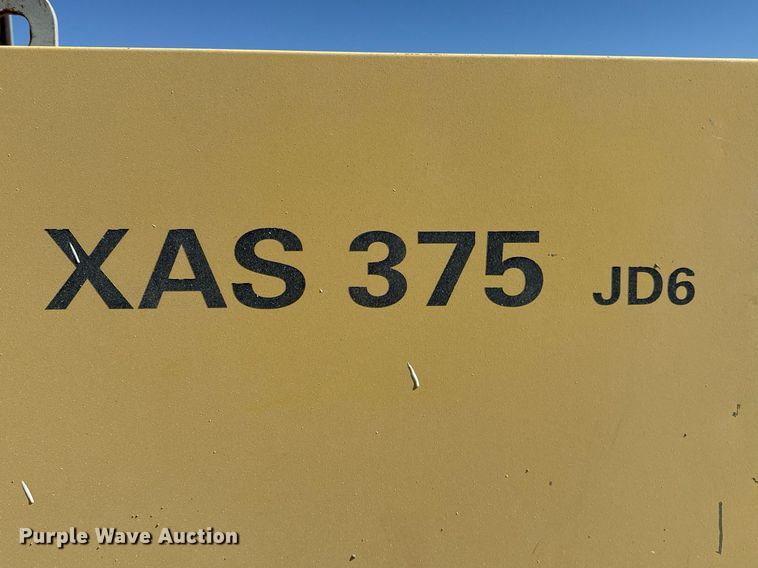 XAS 375 JD6
Purple Wave Auction